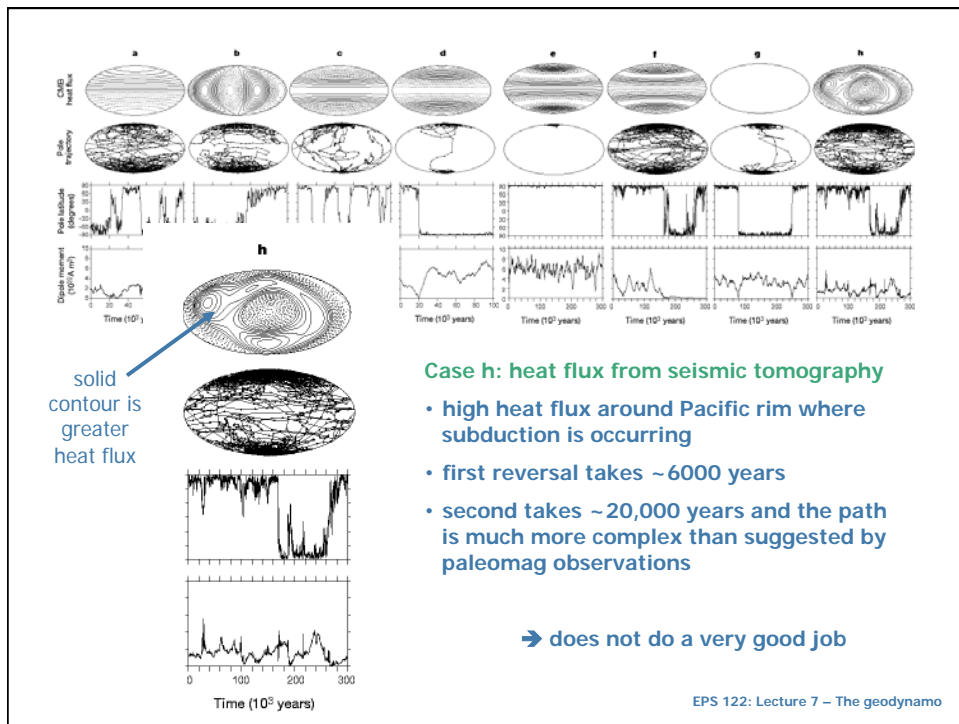 a b c d e f g h
CMB
heat flux
Pole
trajectory
Pole latitude
(degrees)
Dipole moment
(10²² A m²)
Time (10³ years)
Time (10³ years)
Time (10³ years)
Time (10³ years)
Time (10³ years)
Time (10³ years)
h
solid
contour is
greater
heat flux
0 100 200 300
Time (10³ years)
Case h: heat flux from seismic tomography
• high heat flux around Pacific rim where
subduction is occurring
• first reversal takes ~6000 years
• second takes ~20,000 years and the path
is much more complex than suggested by
paleomag observations
➔ does not do a very good job
EPS 122: Lecture 7 – The geodynamo